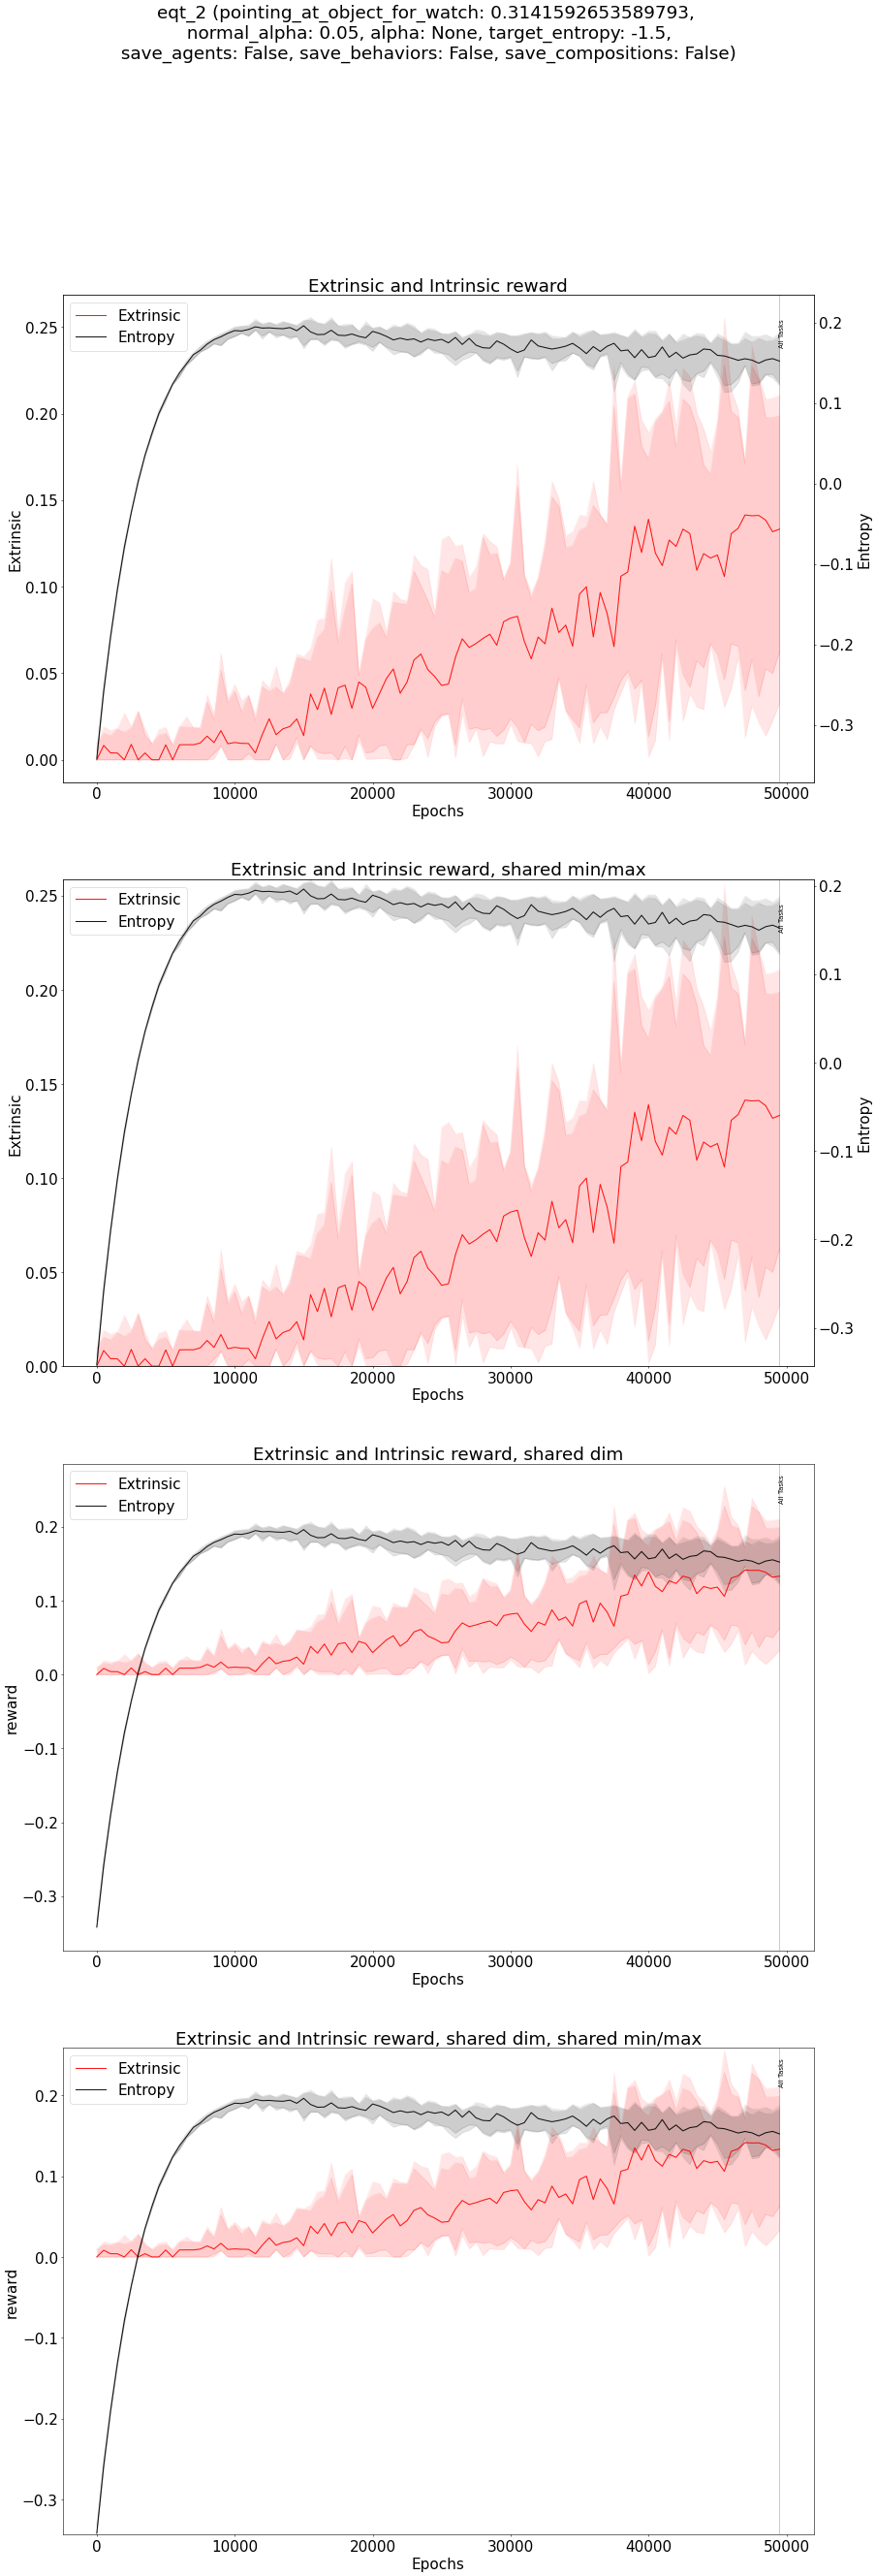 eqt_2 (pointing_at_object_for_watch: 0.3141592653589793,
normal_alpha: 0.05, alpha: None, target_entropy: -1.5,
save_agents: False, save_behaviors: False, save_compositions: False)
Extrinsic and Intrinsic reward
Extrinsic
Entropy
All Tasks
0.25
0.20
0.15
0.10
0.05
0.00
Extrinsic
0.2
0.1
0.0
−0.1
−0.2
−0.3
Entropy
0 10000 20000 30000 40000 50000
Epochs
Extrinsic and Intrinsic reward, shared min/max
Extrinsic
Entropy
All Tasks
0.25
0.20
0.15
0.10
0.05
0.00
Extrinsic
0.2
0.1
0.0
−0.1
−0.2
−0.3
Entropy
0 10000 20000 30000 40000 50000
Epochs
Extrinsic and Intrinsic reward, shared dim
Extrinsic
Entropy
All Tasks
0.2
0.1
0.0
−0.1
−0.2
−0.3
reward
0 10000 20000 30000 40000 50000
Epochs
Extrinsic and Intrinsic reward, shared dim, shared min/max
Extrinsic
Entropy
All Tasks
0.2
0.1
0.0
−0.1
−0.2
−0.3
reward
0 10000 20000 30000 40000 50000
Epochs